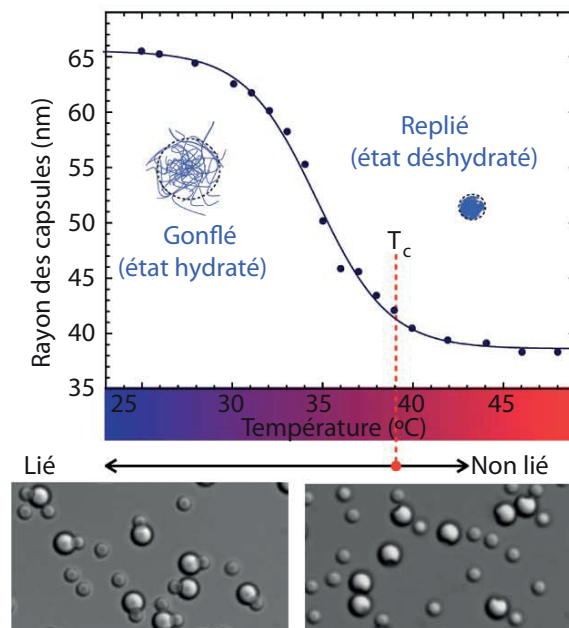 65
60
55
50
45
40
35
Rayon des capsules (nm)
Replié
(état déshydraté)
Gonflé
(état hydraté)
Tc
25 30 35 40 45
Température (ºC)
Lié
Non lié